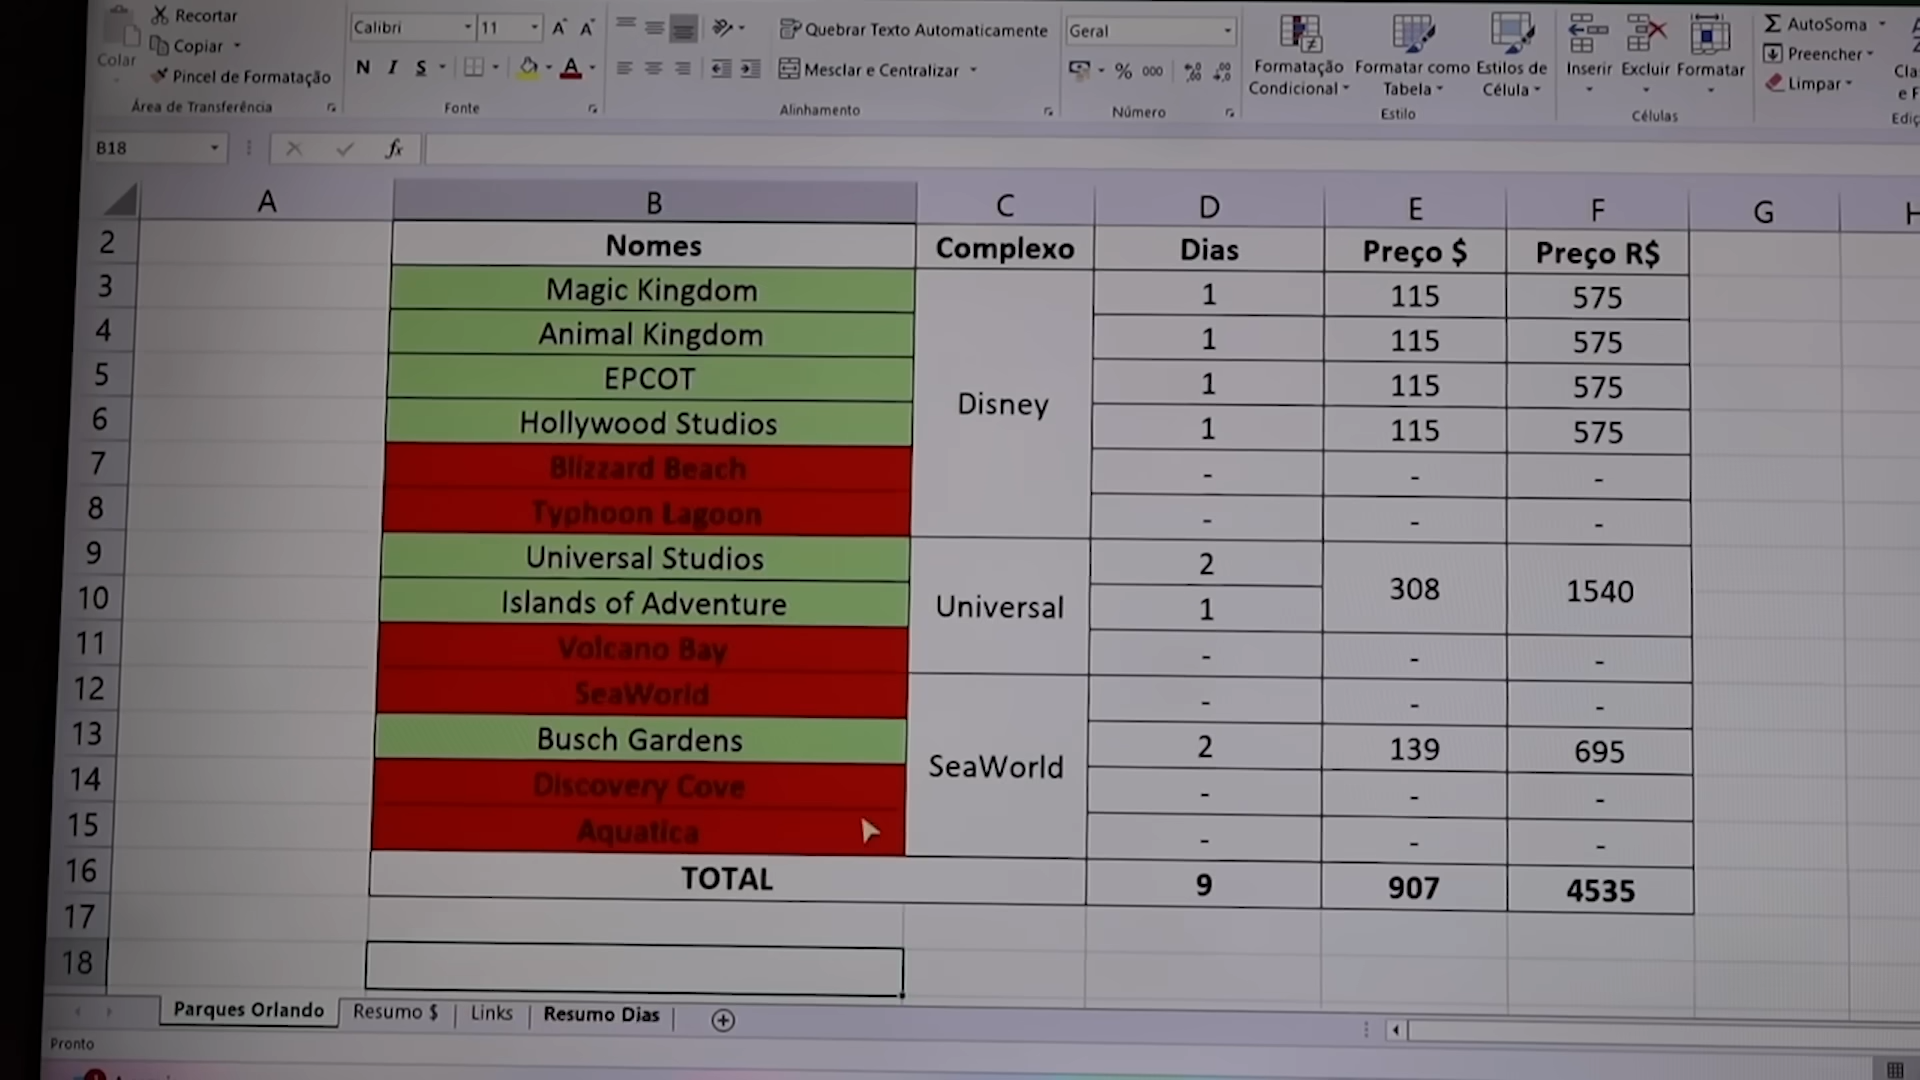 Recortar
Copiar
Pincel de Formatação
Colar
Área de Transferência
Calibri 11 A A
N I S A
Fonte
Quebrar Texto Automaticamente
Mesclar e Centralizar
Alinhamento
Geral
% 000
Número
Formatação Condicional
Formatar como Tabela
Estilos de Célula
Estilo
Inserir Excluir Formatar
Células
AutoSoma
Preencher
Limpar
B18 fx
A B C D E F G H
2 Nomes Complexo Dias Preço $ Preço R$
3 Magic Kingdom Disney 1 115 575
4 Animal Kingdom 1 115 575
5 EPCOT 1 115 575
6 Hollywood Studios 1 115 575
7 Blizzard Beach - - -
8 Typhoon Lagoon - - -
9 Universal Studios Universal 2 308 1540
10 Islands of Adventure 1
11 Volcano Bay - - -
12 SeaWorld SeaWorld - - -
13 Busch Gardens 2 139 695
14 Discovery Cove - - -
15 Aquatica - - -
16 TOTAL 9 907 4535
17
18
Parques Orlando Resumo $ Links Resumo Dias
Pronto